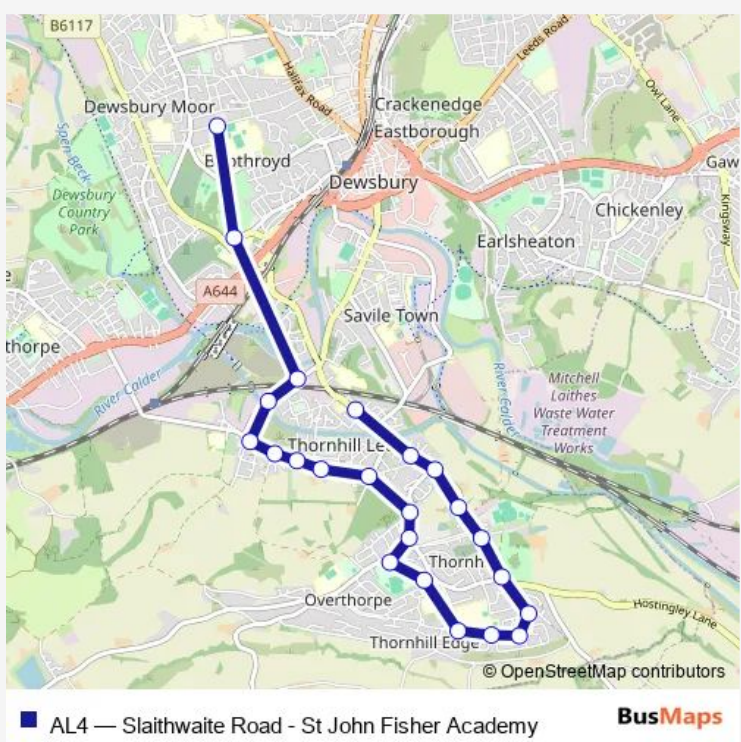 B6117
Halifax Road
Leeds Road
Owl Lane
Dewsbury Moor
Crackenedge
Eastborough
Spen Beck
B othroyd
Gaw
Dewsbury
Dewsbury
Country
Park
Chickenley
Kingsway
Earlsheaton
A644
Savile Town
thorpe
River Calder
River Calder
Mitchell
Laithes
Waste Water
Treatment
Works
Thornhill Le
Thornh
Overthorpe
Hostingley Lane
Thornhill Edge
© OpenStreetMap contributors
AL4 — Slaithwaite Road - St John Fisher Academy
BusMaps